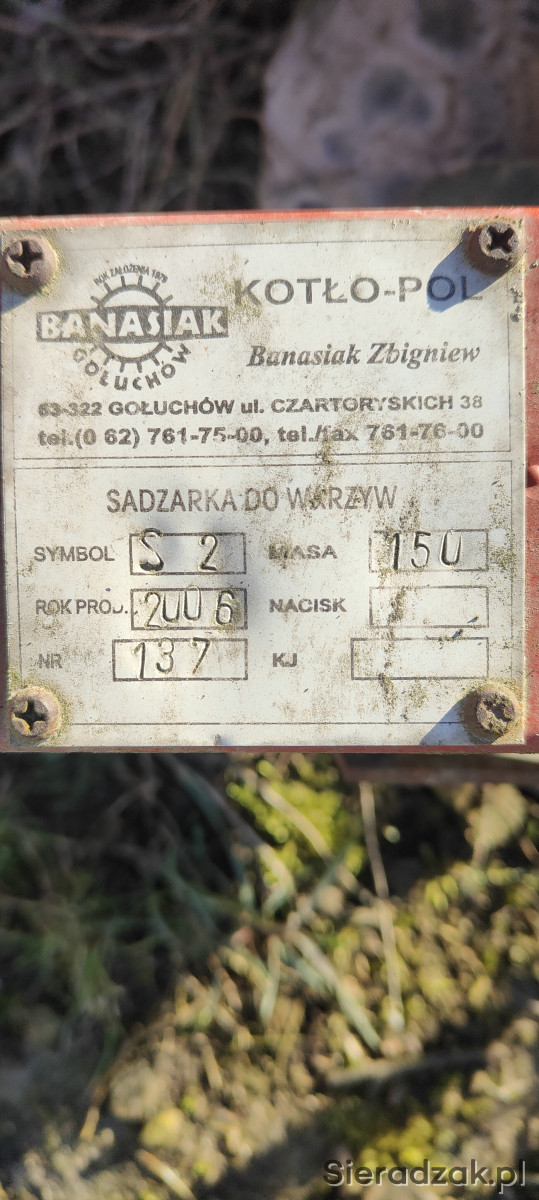 ROK ZAŁOŻENIA 1979
BANASIAK
GOŁUCHÓW
KOTŁO-POL
Banasiak Zbigniew
63-322 GOŁUCHÓW ul. CZARTORYSKICH 38
tel.(0 62) 761-75-00, tel./fax 761-76-00
SADZARKA DO WARZYW
SYMBOL S 2 MASA 150
ROK PROD. 2006 NACISK
NR 137 KJ
Sieradzak.pl